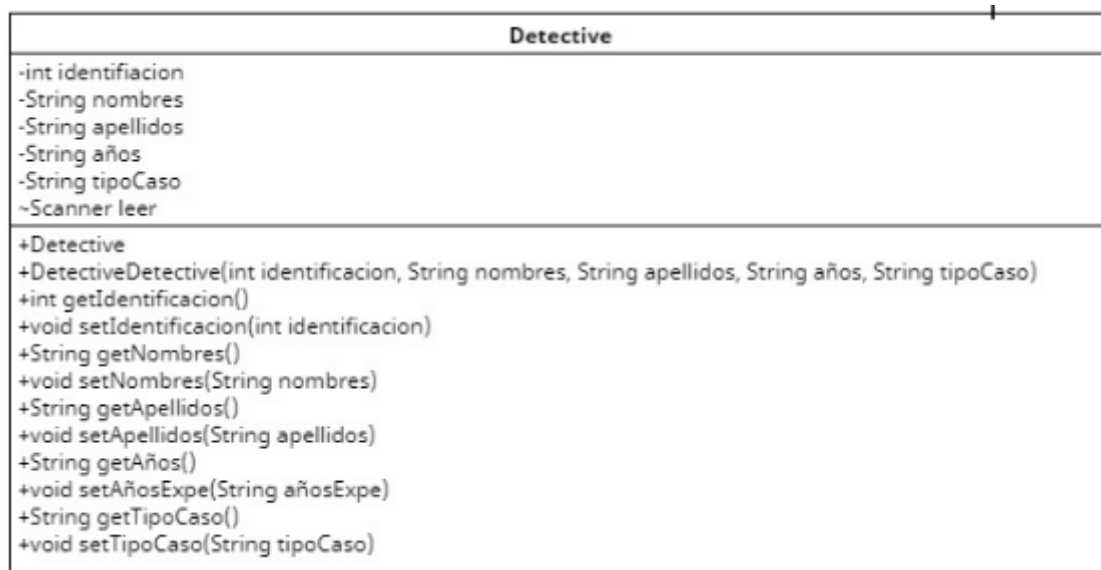 Detective
-int identifiacion
-String nombres
-String apellidos
-String años
-String tipoCaso
~Scanner leer
+Detective
+DetectiveDetective(int identificacion, String nombres, String apellidos, String años, String tipoCaso)
+int getIdentificacion()
+void setIdentificacion(int identificacion)
+String getNombres()
+void setNombres(String nombres)
+String getApellidos()
+void setApellidos(String apellidos)
+String getAños()
+void setAñosExpe(String añosExpe)
+String getTipoCaso()
+void setTipoCaso(String tipoCaso)